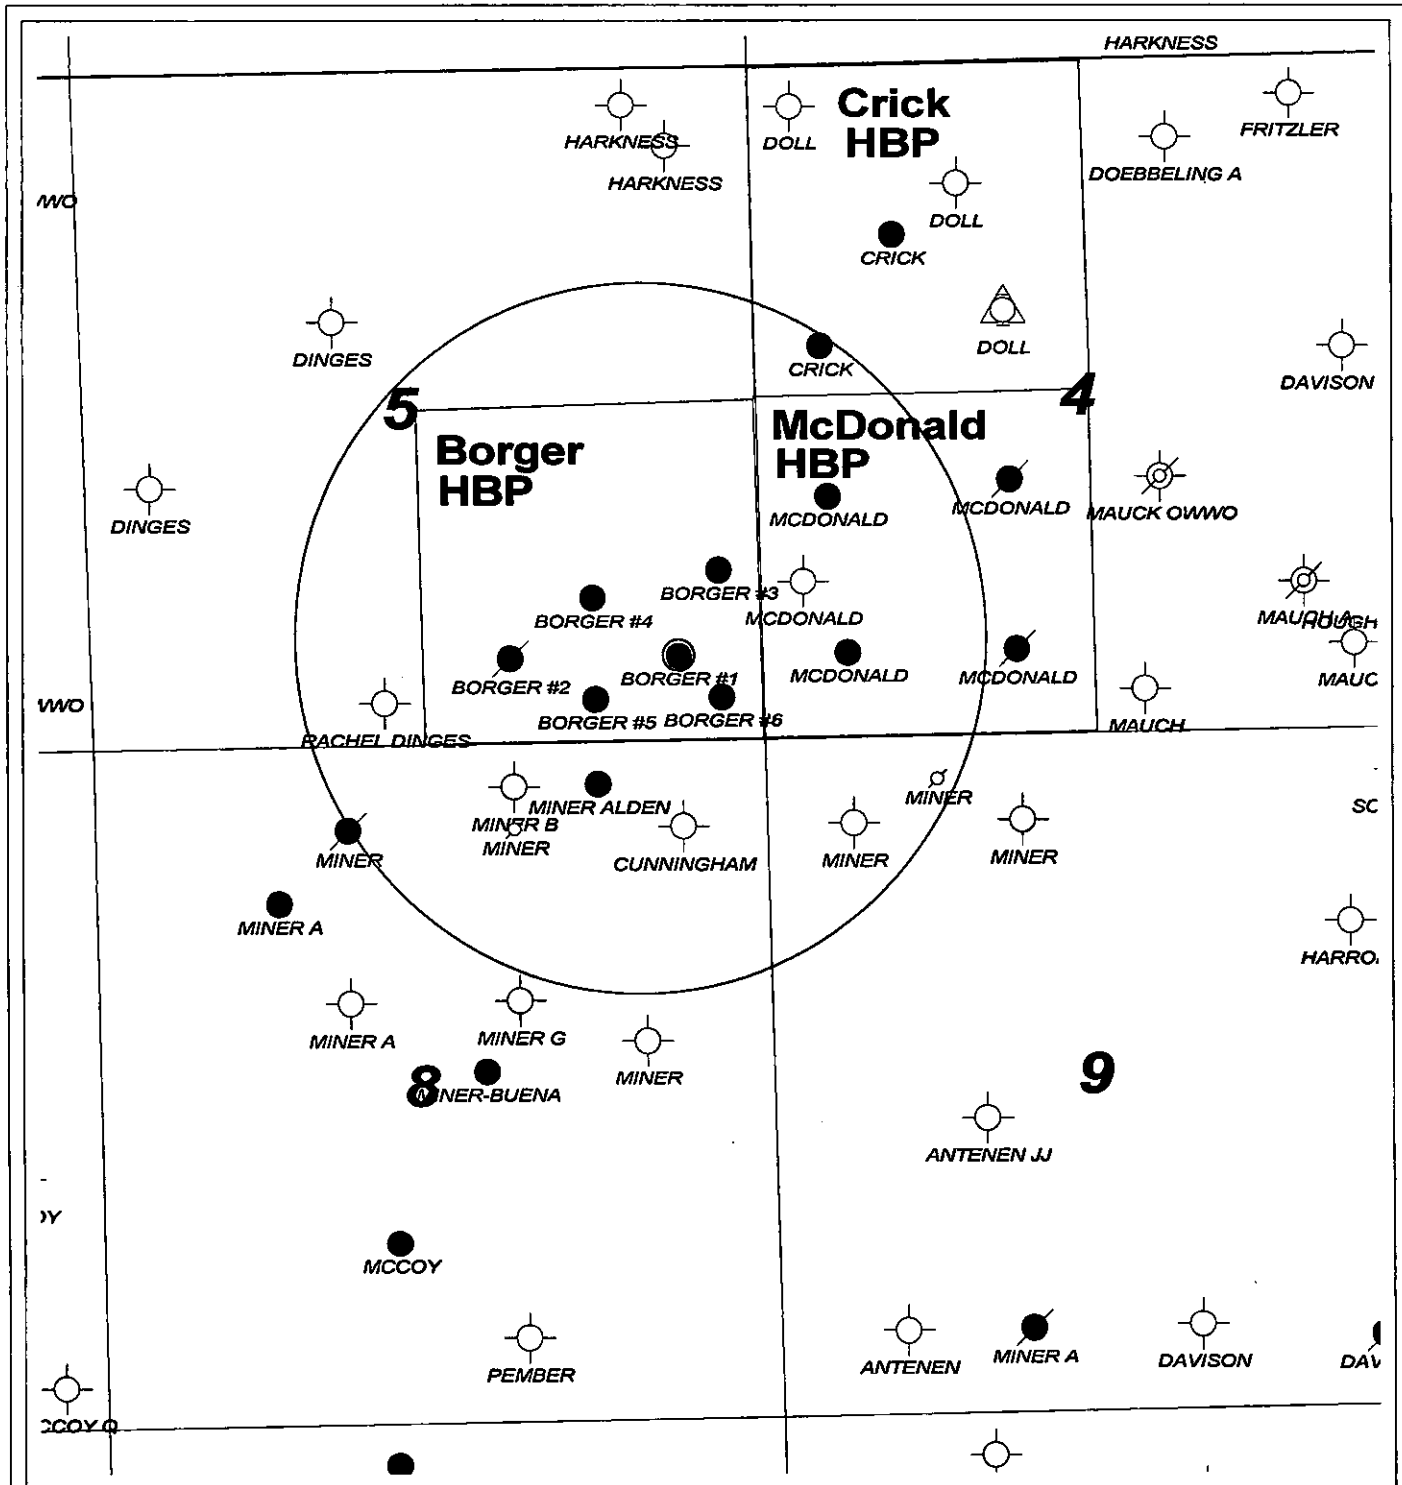 HARKNESS
Crick
HBP
HARKNESS
DOLL
FRITZLER
HARKNESS
DOEBBELING A
DOLL
CRICK
DINGES
DOLL
CRICK
DAVISON
5
4
Borger
HBP
McDonald
HBP
DINGES
MCDONALD
MCDONALD
MAUCK OWWO
BORGER #3
BORGER #4
MCDONALD
MAUCH A
BORGER #2
BORGER #1
MCDONALD
MCDONALD
BORGER #5
BORGER #6
MAUCH
RACHEL DINGES
MINER B
MINER ALDEN
MINER
MINER
MINER
CUNNINGHAM
MINER
MINER
MINER A
MINER A
MINER G
MINER
8
9
MINER-BUENA
ANTENEN JJ
MCCOY
PEMBER
ANTENEN
MINER A
DAVISON